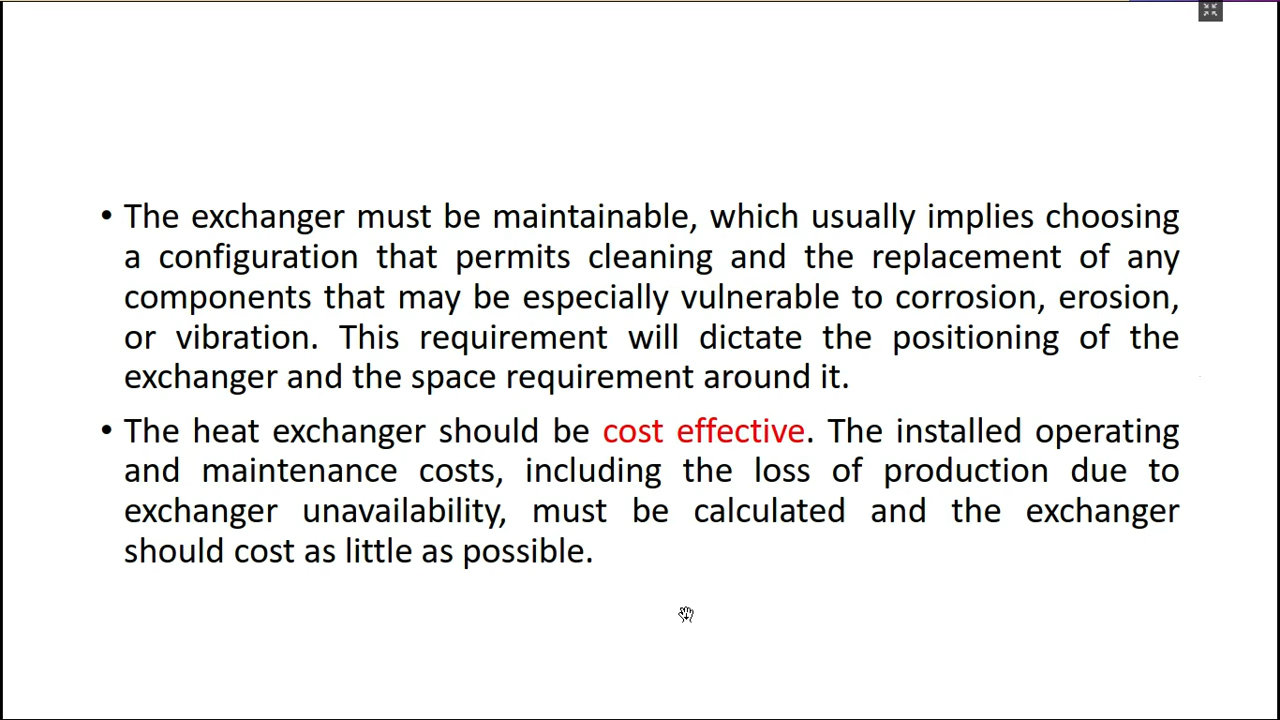 • The exchanger must be maintainable, which usually implies choosing
a configuration that permits cleaning and the replacement of any
components that may be especially vulnerable to corrosion, erosion,
or vibration. This requirement will dictate the positioning of the
exchanger and the space requirement around it.
• The heat exchanger should be cost effective. The installed operating
and maintenance costs, including the loss of production due to
exchanger unavailability, must be calculated and the exchanger
should cost as little as possible.